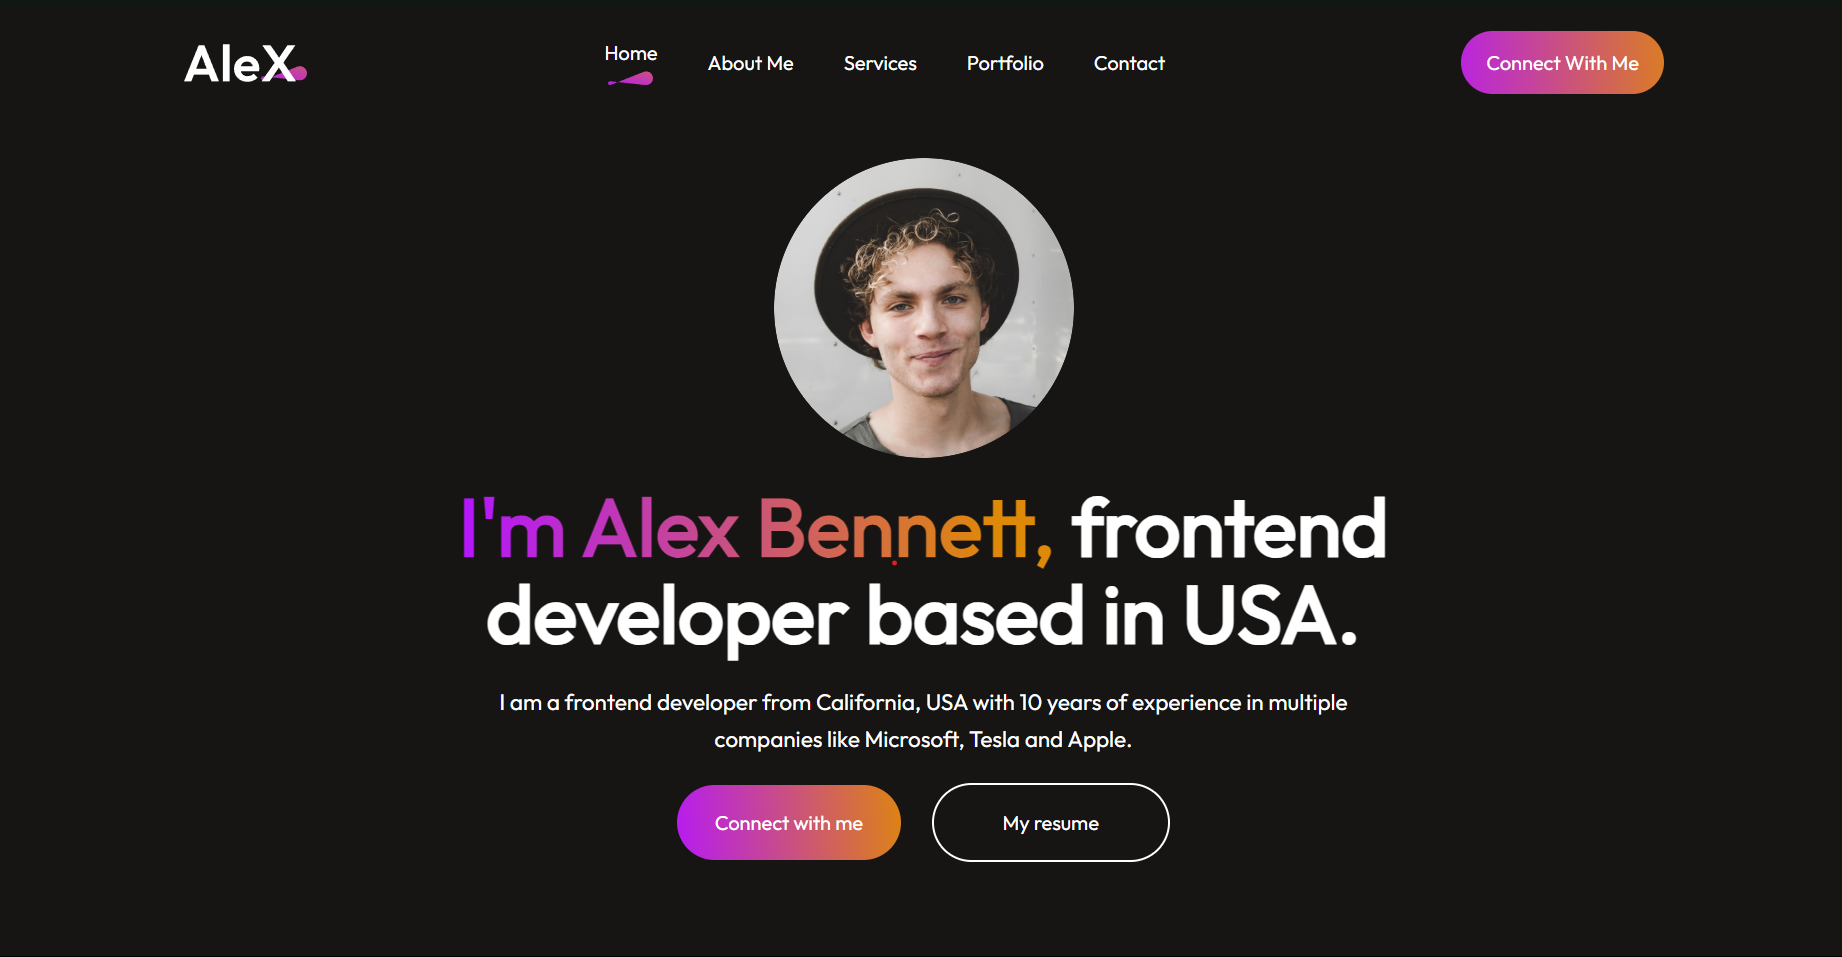 AleX
Home
About Me
Services
Portfolio
Contact
Connect With Me
I'm Alex Bennett, frontend
developer based in USA.
I am a frontend developer from California, USA with 10 years of experience in multiple
companies like Microsoft, Tesla and Apple.
Connect with me
My resume